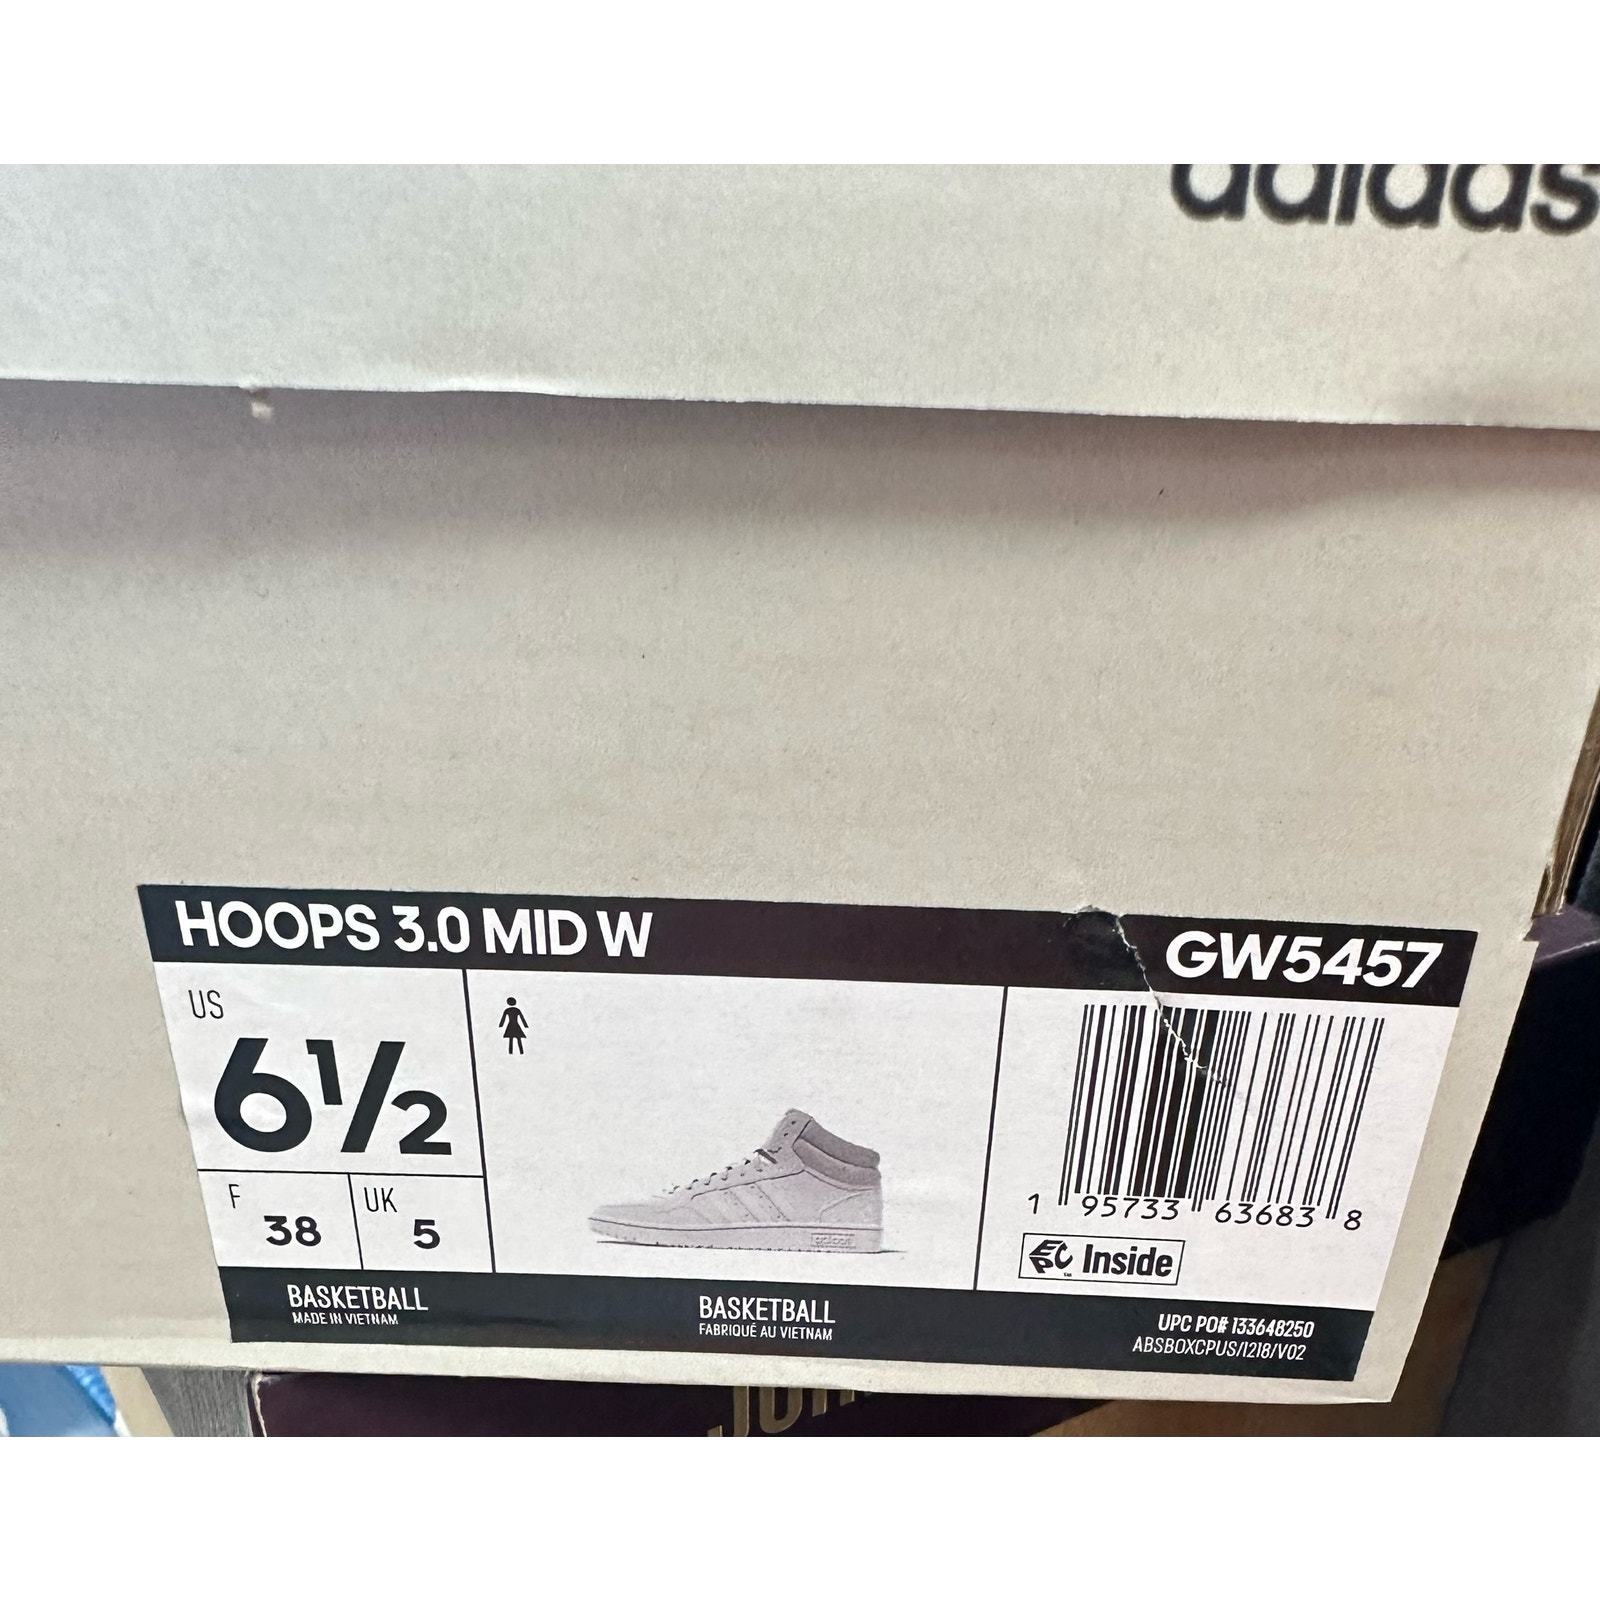 adidas
HOOPS 3.0 MID W
GW5457
US
6½
F
38
UK
5
1 95733 63683 8
EPC™ Inside
BASKETBALL
MADE IN VIETNAM
BASKETBALL
FABRIQUÉ AU VIETNAM
UPC PO# 133648250
ABSBOXCPUS/1218/V02